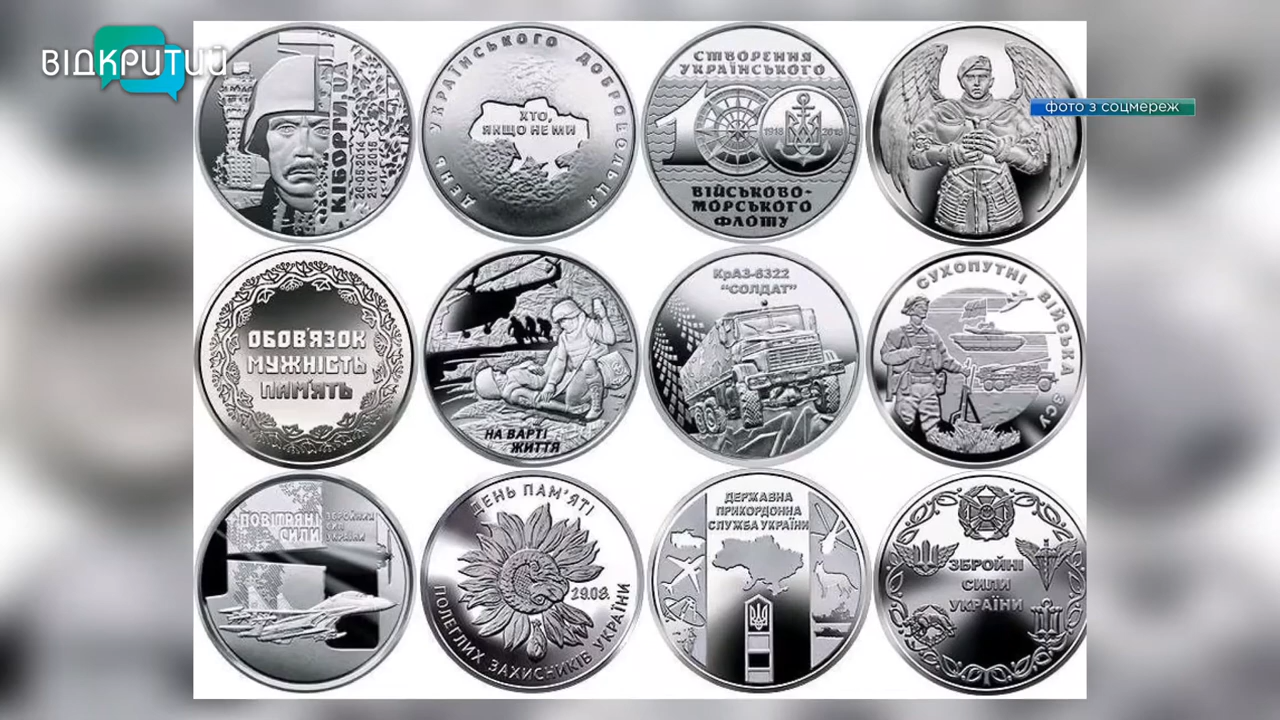 ВІДКРИТИЙ
фото з соцмереж
КІБОРГИ.UA
26·05·2014
21·01·2015
ДЕНЬ УКРАЇНСЬКОГО ДОБРОВОЛЬЦЯ
ХТО,
ЯКЩО НЕ МИ
СТВОРЕННЯ
УКРАЇНСЬКОГО
100
1918 2018
ВІЙСЬКОВО-
МОРСЬКОГО
ФЛОТУ
ОБОВ'ЯЗОК
МУЖНІСТЬ
ПАМ'ЯТЬ
НА ВАРТІ
ЖИТТЯ
КрАЗ-6322
"СОЛДАТ"
СУХОПУТНІ ВІЙСЬКА ЗСУ
ПОВІТРЯНІ
СИЛИ
ЗБРОЙНИХ
СИЛ
УКРАЇНИ
ДЕНЬ ПАМ'ЯТІ
29.08.
ПОЛЕГЛИХ ЗАХИСНИКІВ УКРАЇНИ
ДЕРЖАВНА
ПРИКОРДОННА
СЛУЖБА УКРАЇНИ
ЗБРОЙНІ
СИЛИ
УКРАЇНИ